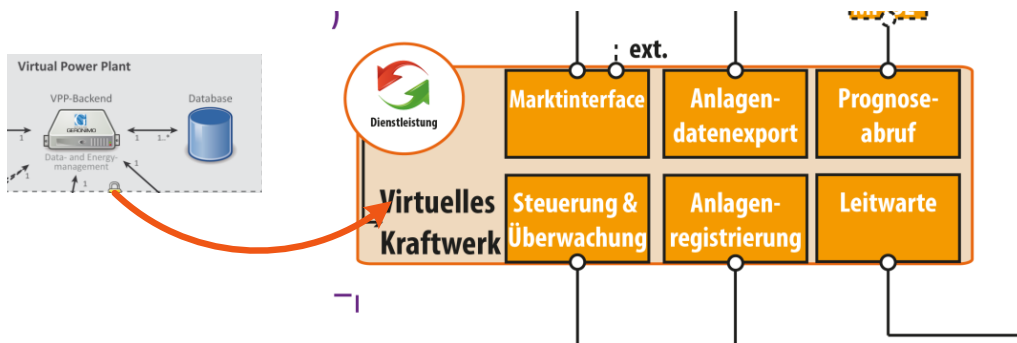 Virtual Power Plant
VPP-Backend
Database
GERONIMO
1
1
1..*
Data- and Energy-
management
1
1
1
ext.
Dienstleistung
Marktinterface
Anlagen-
datenexport
Prognose-
abruf
Virtuelles
Kraftwerk
Steuerung &
Überwachung
Anlagen-
registrierung
Leitwarte